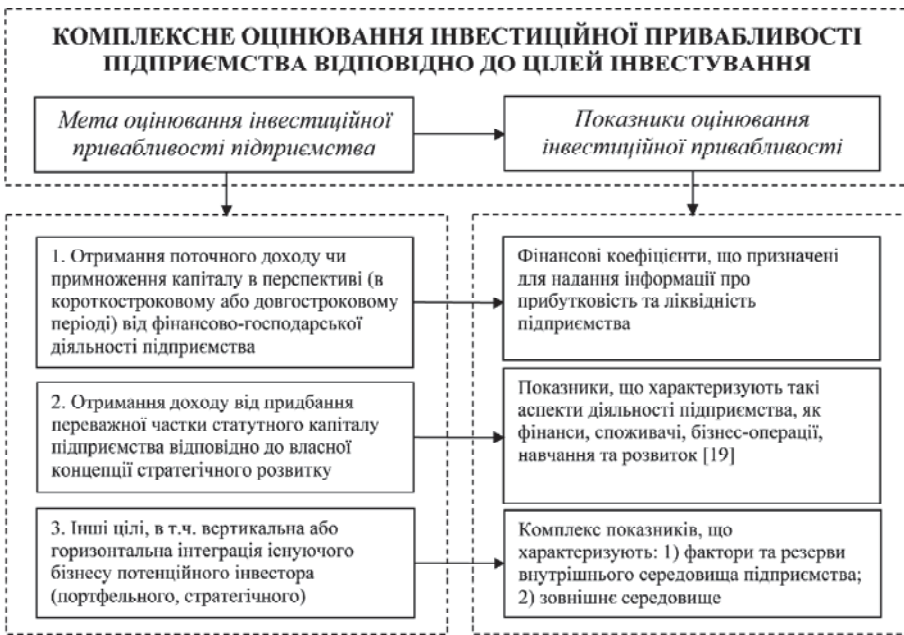 КОМПЛЕКСНЕ ОЦІНЮВАННЯ ІНВЕСТИЦІЙНОЇ ПРИВАБЛИВОСТІ
ПІДПРИЄМСТВА ВІДПОВІДНО ДО ЦІЛЕЙ ІНВЕСТУВАННЯ
Мета оцінювання інвестиційної
привабливості підприємства
Показники оцінювання
інвестиційної привабливості
1. Отримання поточного доходу чи
примноження капіталу в перспективі (в
короткостроковому або довгостроковому
періоді) від фінансово-господарської
діяльності підприємства
Фінансові коефіцієнти, що призначені
для надання інформації про
прибутковість та ліквідність
підприємства
2. Отримання доходу від придбання
переважної частки статутного капіталу
підприємства відповідно до власної
концепції стратегічного розвитку
Показники, що характеризують такі
аспекти діяльності підприємства, як
фінанси, споживачі, бізнес-операції,
навчання та розвиток [19]
3. Інші цілі, в т.ч. вертикальна або
горизонтальна інтеграція існуючого
бізнесу потенційного інвестора
(портфельного, стратегічного)
Комплекс показників, що
характеризують: 1) фактори та резерви
внутрішнього середовища підприємства;
2) зовнішнє середовище